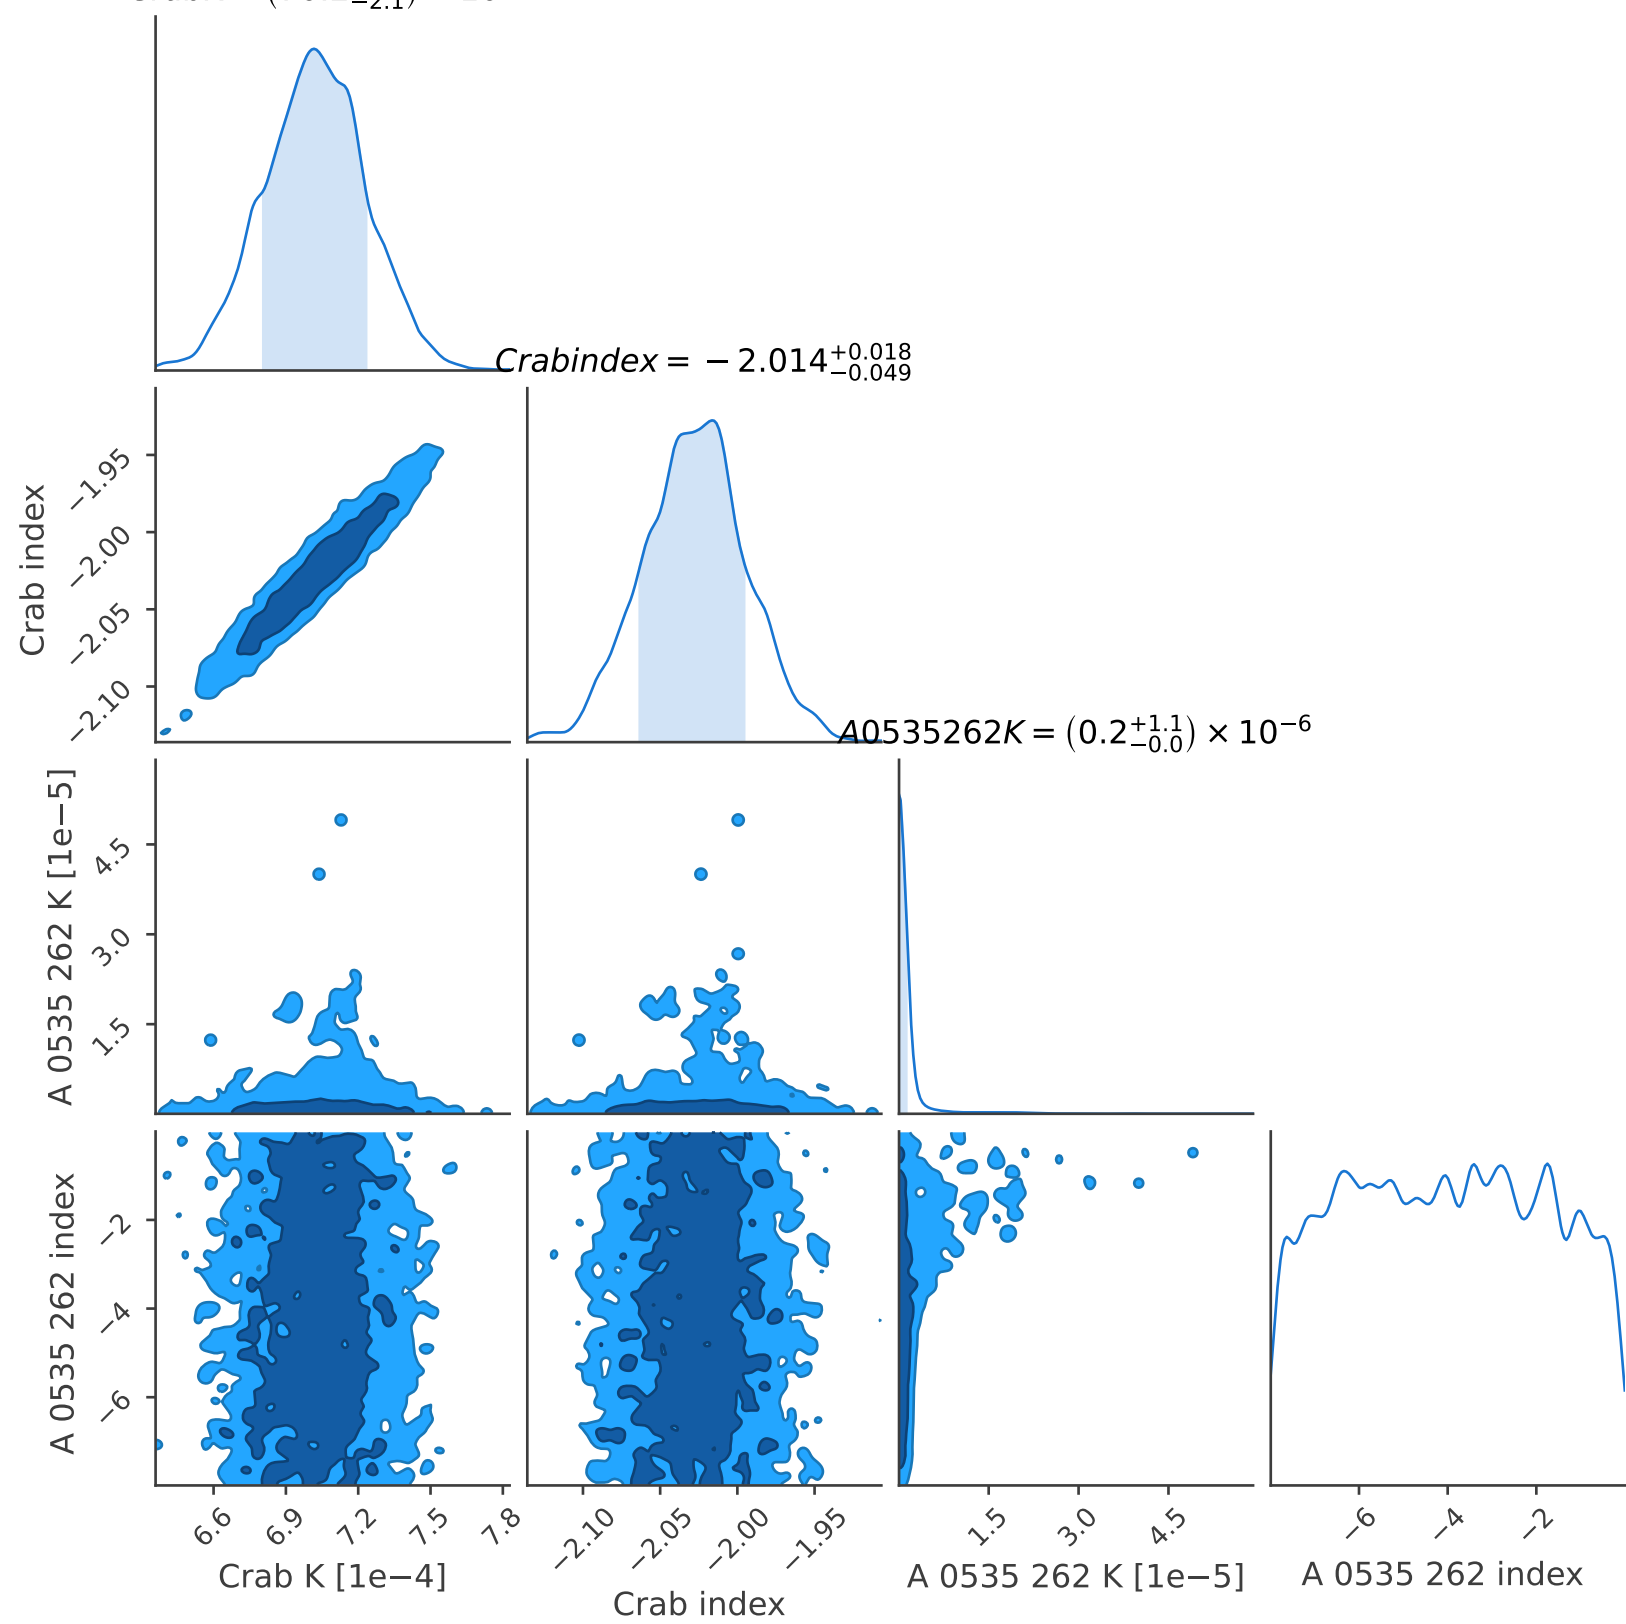 Crabindex = −2.014 +0.018 −0.049
−1.95
Crab index
−2.00
−2.05
−2.10
A0535262K = (0.2 +1.1 −0.0) × 10−6
A 0535 262 K [1e−5]
4.5
3.0
1.5
A 0535 262 index
−2
−4
−6
6.6 6.9 7.2 7.5 7.8
−2.10 −2.05 −2.00 −1.95
1.5 3.0 4.5
−6 −4 −2
Crab K [1e−4]
Crab index
A 0535 262 K [1e−5]
A 0535 262 index